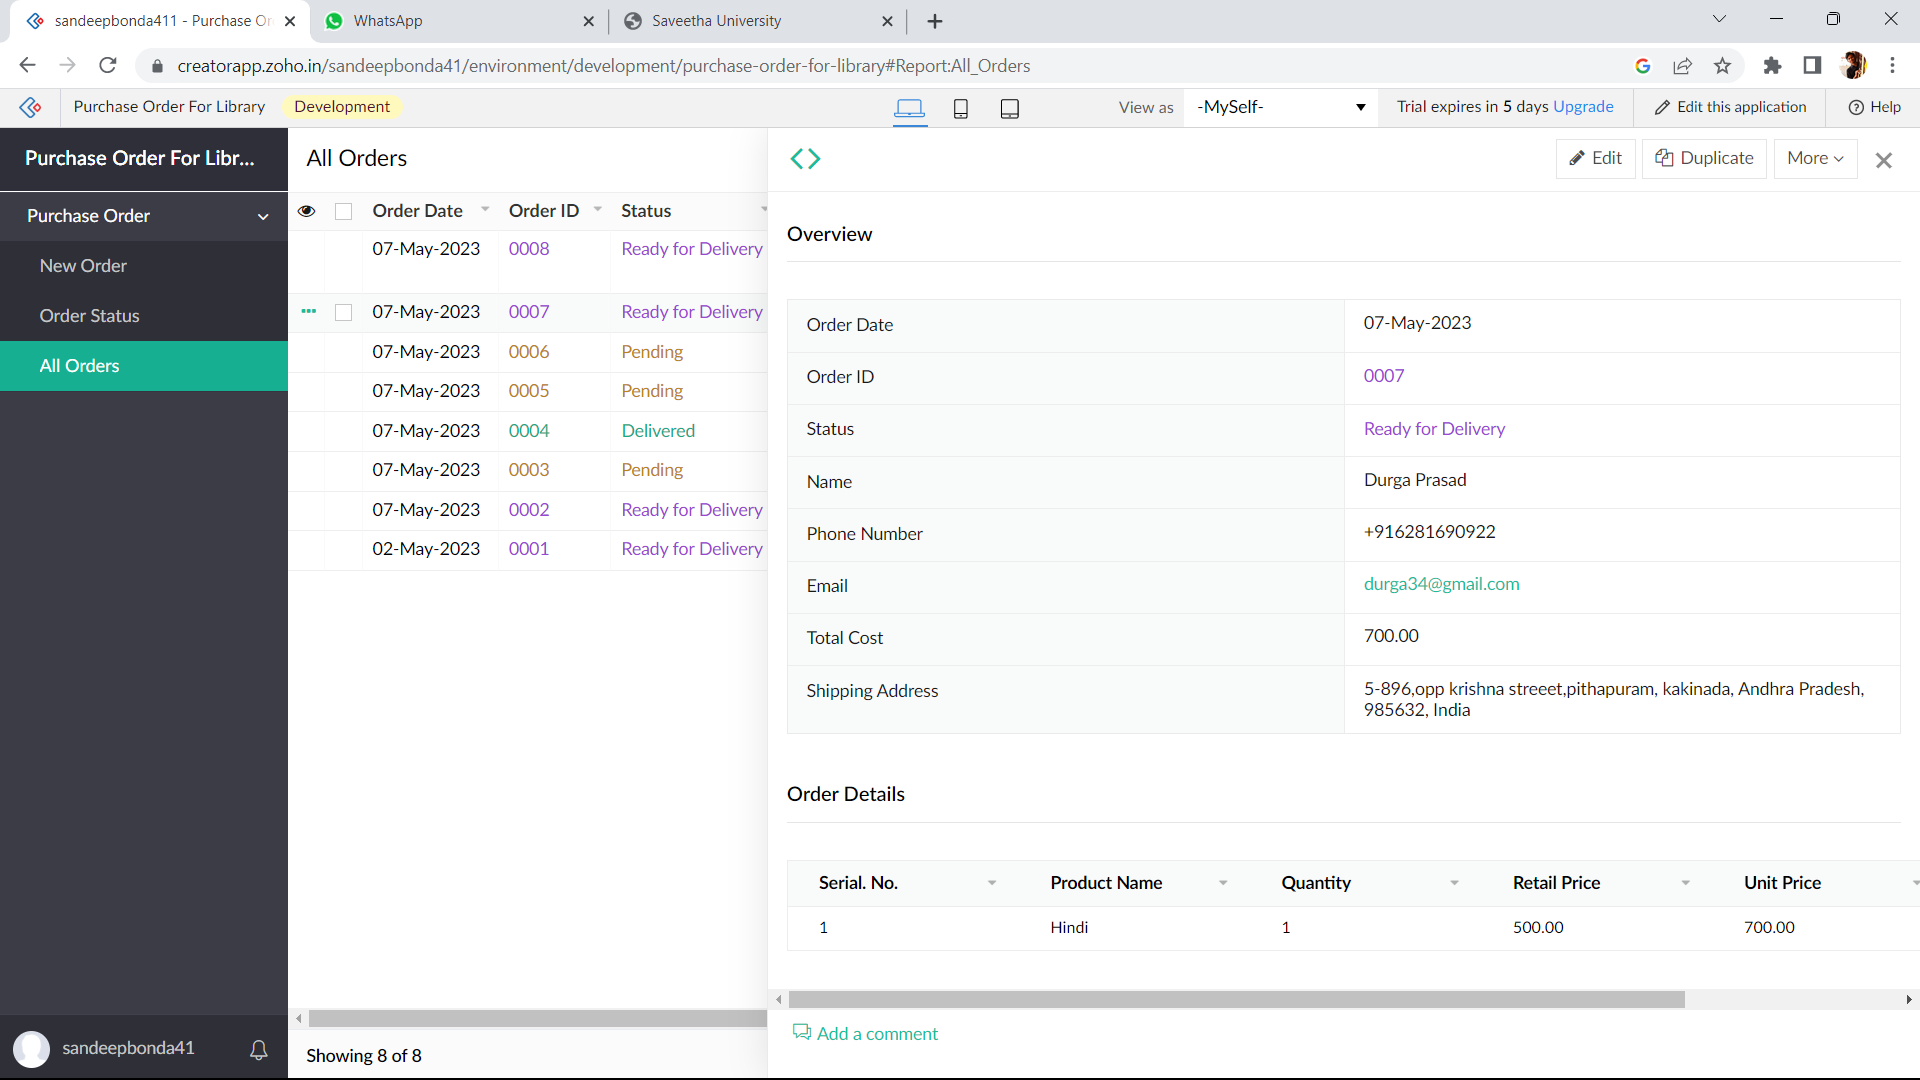 sandeepbonda411 - Purchase Or
WhatsApp
Saveetha University
creatorapp.zoho.in/sandeepbonda41/environment/development/purchase-order-for-library#Report:All_Orders
Purchase Order For Library
Development
View as
-MySelf-
Trial expires in 5 days Upgrade
Edit this application
Help
Purchase Order For Libr...
Purchase Order
New Order
Order Status
All Orders
sandeepbonda41
All Orders
Order Date Order ID Status
07-May-2023 0008 Ready for Delivery
07-May-2023 0007 Ready for Delivery
07-May-2023 0006 Pending
07-May-2023 0005 Pending
07-May-2023 0004 Delivered
07-May-2023 0003 Pending
07-May-2023 0002 Ready for Delivery
02-May-2023 0001 Ready for Delivery
Showing 8 of 8
Edit
Duplicate
More
Overview
Order Date 07-May-2023
Order ID 0007
Status Ready for Delivery
Name Durga Prasad
Phone Number +916281690922
Email durga34@gmail.com
Total Cost 700.00
Shipping Address 5-896,opp krishna streeet,pithapuram, kakinada, Andhra Pradesh,
985632, India
Order Details
Serial. No. Product Name Quantity Retail Price Unit Price
1 Hindi 1 500.00 700.00
Add a comment